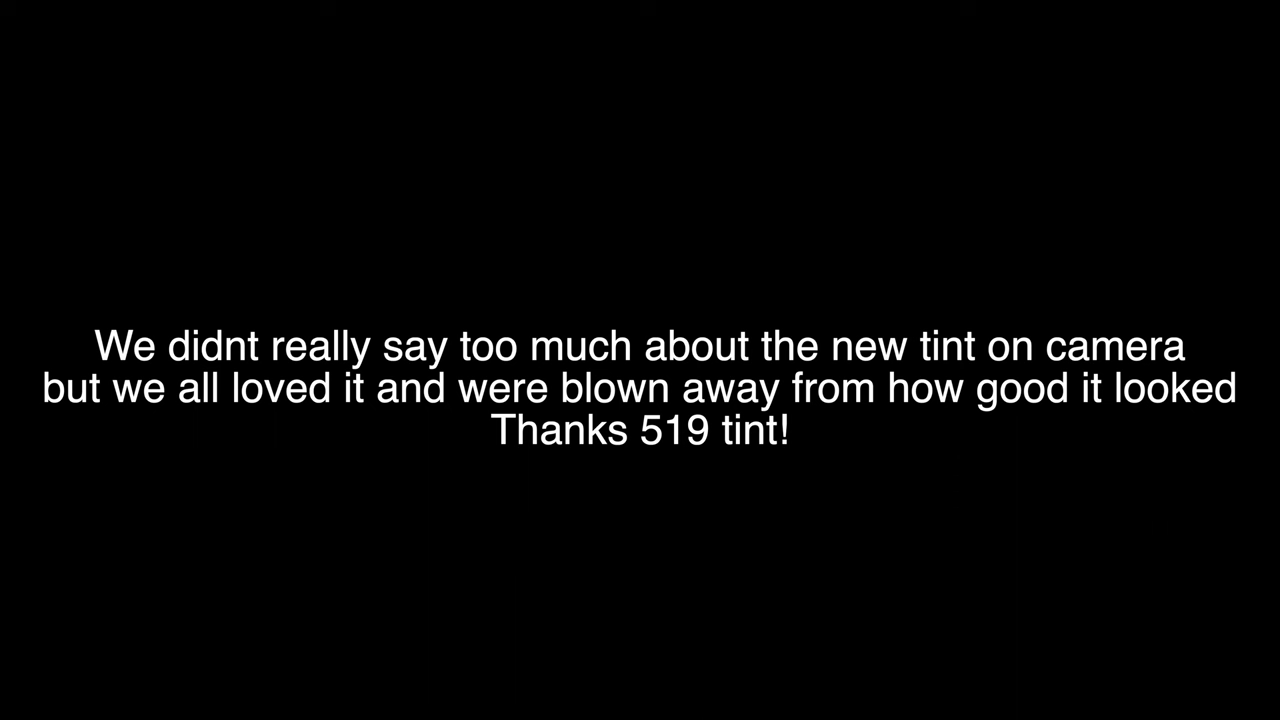 We didnt really say too much about the new tint on camera
but we all loved it and were blown away from how good it looked
Thanks 519 tint!